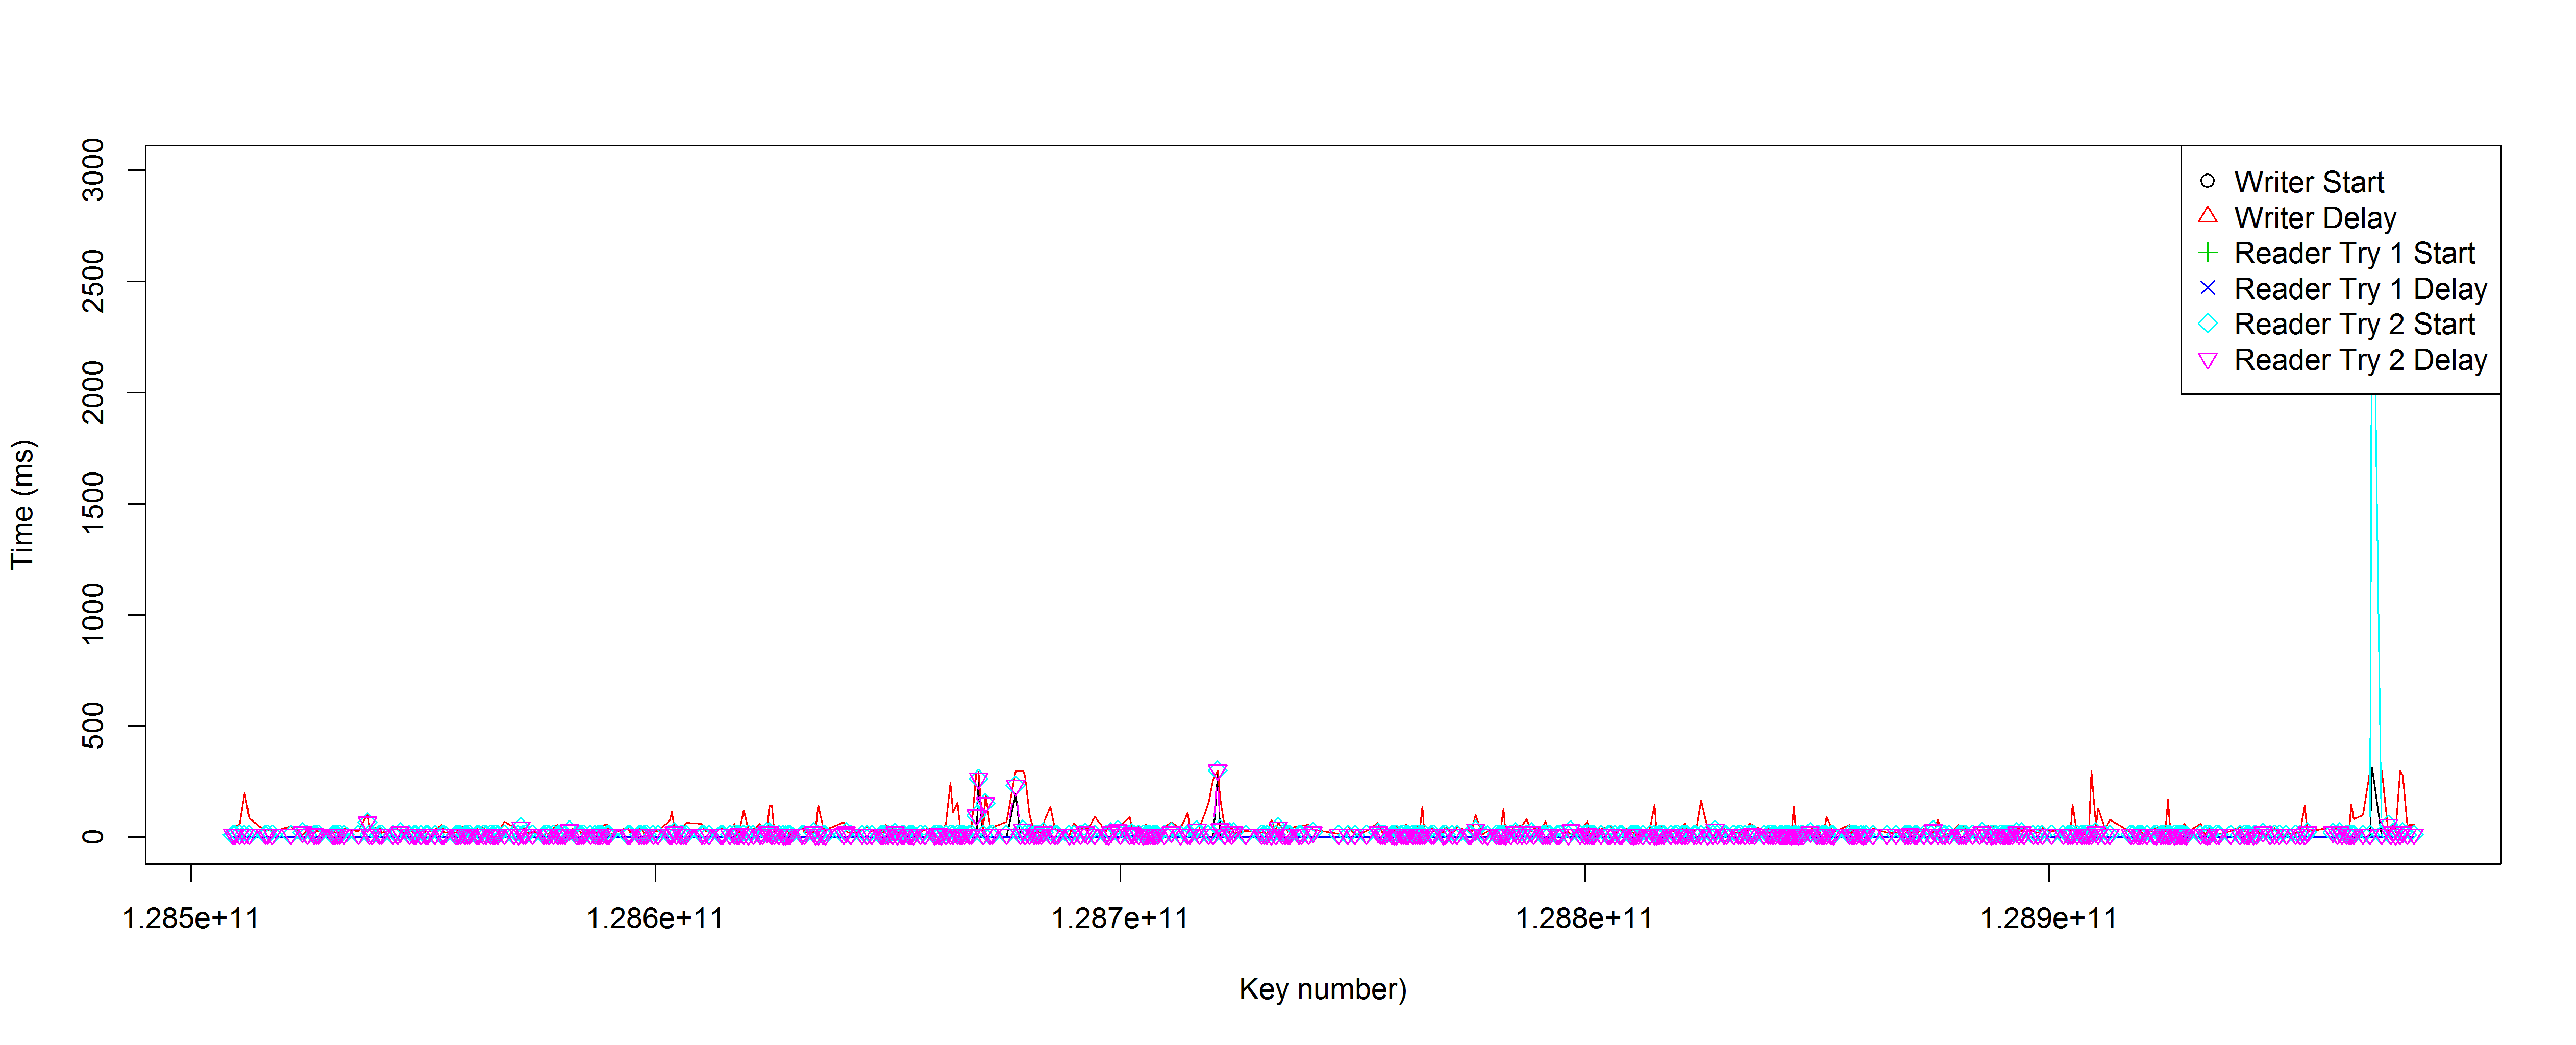 3000
2500
2000
1500
1000
500
0
Time (ms)
Writer Start
Writer Delay
Reader Try 1 Start
Reader Try 1 Delay
Reader Try 2 Start
Reader Try 2 Delay
1.285e+11 1.286e+11 1.287e+11 1.288e+11 1.289e+11
Key number)